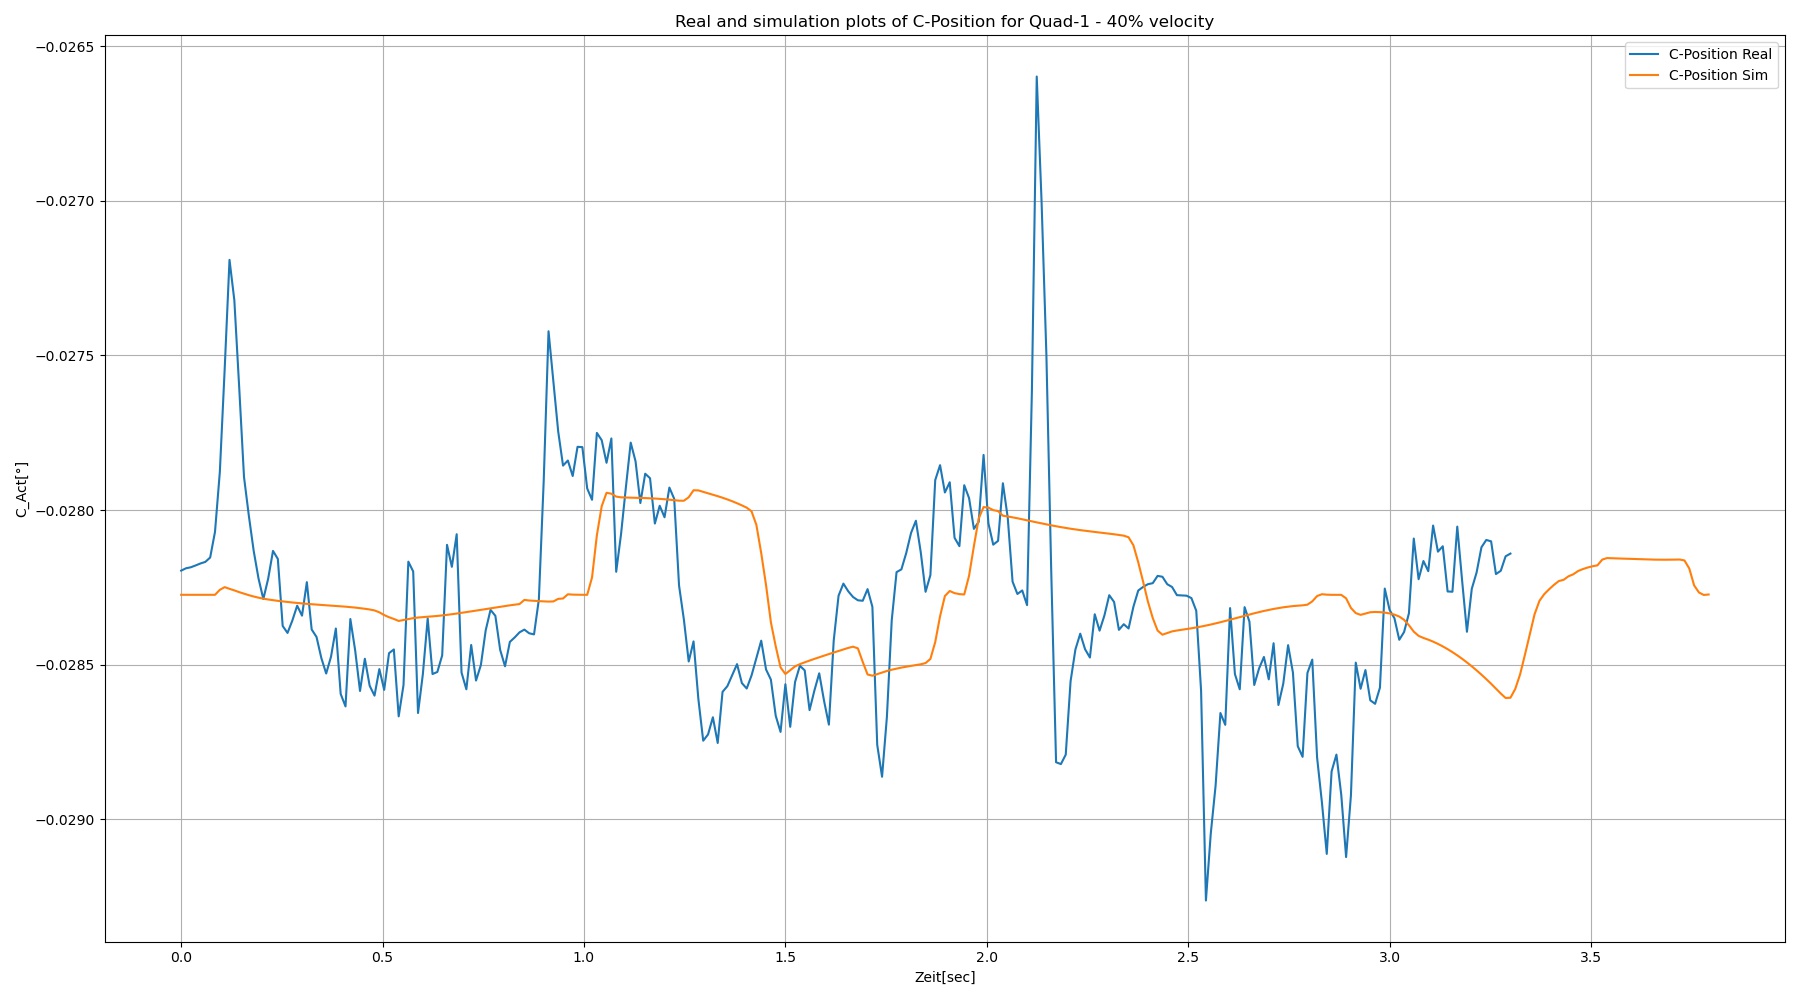 Real and simulation plots of C-Position for Quad-1 - 40% velocity
C-Position Real
C-Position Sim
−0.0265
−0.0270
−0.0275
−0.0280
−0.0285
−0.0290
C_Act[°]
0.0 0.5 1.0 1.5 2.0 2.5 3.0 3.5
Zeit[sec]